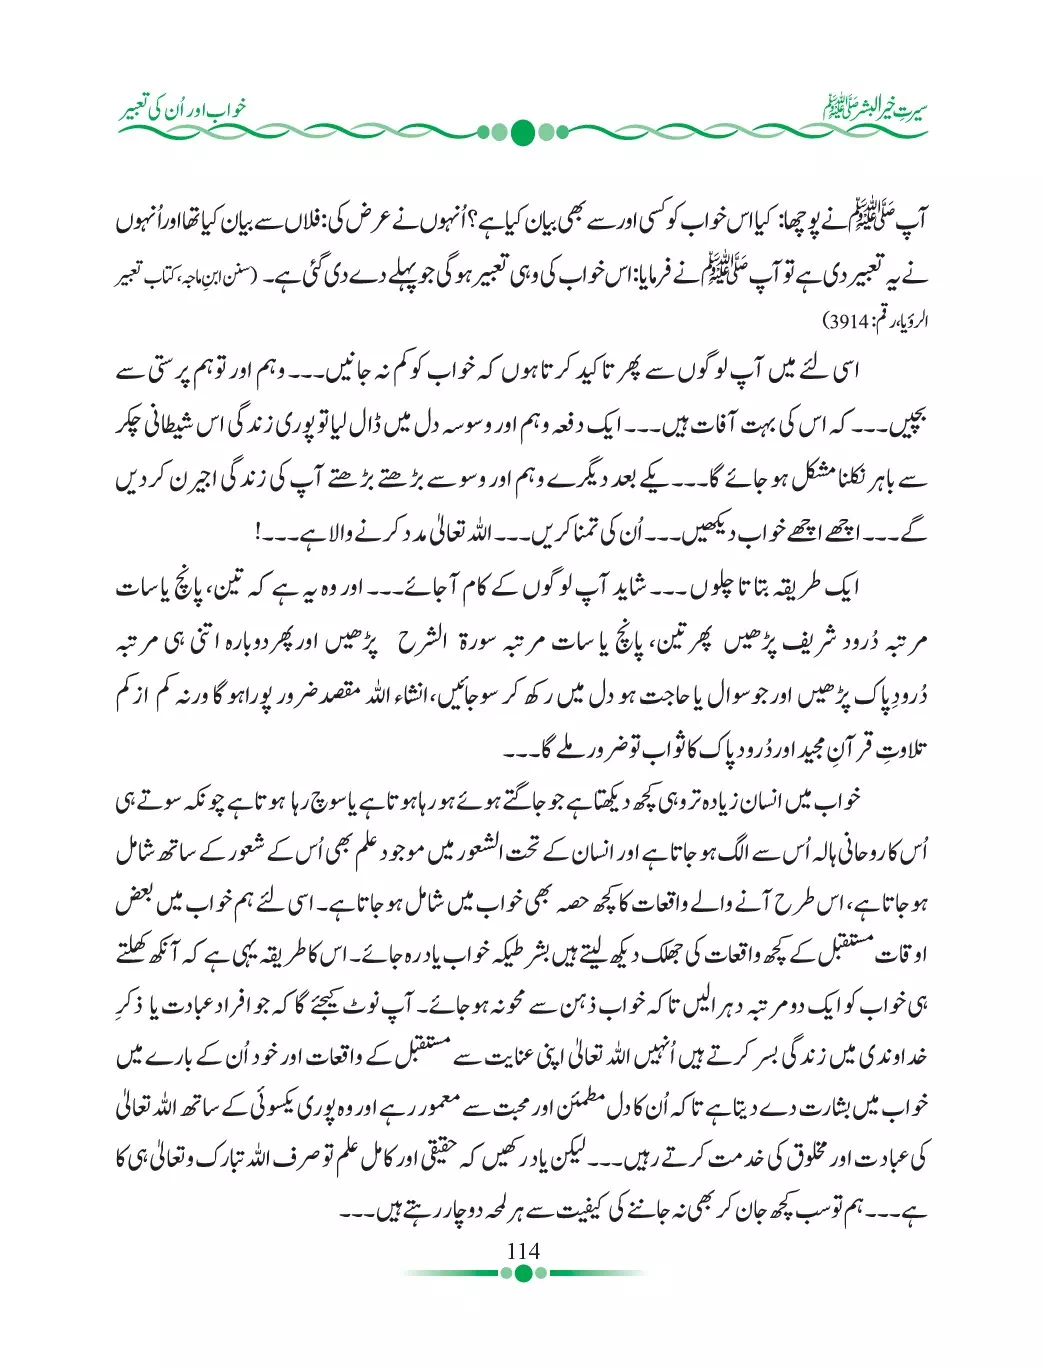 سیرتِ خیر البشر ﷺ
خواب اور اُن کی تعبیر
آپ ﷺ نے پوچھا: کیا اس خواب کو کسی اور سے بھی بیان کیا ہے؟ اُنہوں نے عرض کی: فلاں سے بیان کیا تھا اور اُنہوں
نے یہ تعبیر دی ہے تو آپ ﷺ نے فرمایا: اس خواب کی وہی تعبیر ہو گی جو پہلے دے دی گئی ہے۔ (سنن ابنِ ماجہ، کتاب تعبیر
الرؤیا، رقم: 3914)
اسی لئے میں آپ لوگوں سے پھر تاکید کرتا ہوں کہ خواب کو کم نہ جانیں۔۔۔ وہم اور توہم پرستی سے
بچیں۔۔۔ کہ اس کی بہت آفات ہیں۔۔۔ ایک دفعہ وہم اور وسوسہ دل میں ڈال لیا تو پوری زندگی اس شیطانی چکر
سے باہر نکلنا مشکل ہو جائے گا۔۔۔ یکے بعد دیگرے وہم اور وسوسے بڑھتے بڑھتے آپ کی زندگی اجیرن کر دیں
گے۔۔۔ اچھے اچھے خواب دیکھیں۔۔۔ اُن کی تمنا کریں۔۔۔ اللہ تعالیٰ مدد کرنے والا ہے۔۔۔!
ایک طریقہ بتاتا چلوں ۔۔۔ شاید آپ لوگوں کے کام آ جائے۔۔۔ اور وہ یہ ہے کہ تین، پانچ یا سات
مرتبہ دُرود شریف پڑھیں پھر تین، پانچ یا سات مرتبہ سورۃ الشرح پڑھیں اور پھر دوبارہ اتنی ہی مرتبہ
دُرودِ پاک پڑھیں اور جو سوال یا حاجت ہو دل میں رکھ کر سو جائیں، انشاء اللہ مقصد ضرور پورا ہو گا ورنہ کم از کم
تلاوتِ قرآنِ مجید اور دُرود پاک کا ثواب تو ضرور ملے گا۔۔۔
خواب میں انسان زیادہ تر وہی کچھ دیکھتا ہے جو جاگتے ہوئے ہو رہا ہوتا ہے یا سوچ رہا ہوتا ہے چونکہ سوتے ہی
اُس کا روحانی ہالہ اُس سے الگ ہو جاتا ہے اور انسان کے تحت الشعور میں موجود علم بھی اُس کے شعور کے ساتھ شامل
ہو جاتا ہے، اس طرح آنے والے واقعات کا کچھ حصہ بھی خواب میں شامل ہو جاتا ہے۔ اسی لئے ہم خواب میں بعض
اوقات مستقبل کے کچھ واقعات کی جھلک دیکھ لیتے ہیں بشرطیکہ خواب یاد رہ جائے۔ اس کا طریقہ یہی ہے کہ آنکھ کھلتے
ہی خواب کو ایک دو مرتبہ دہرا لیں تاکہ خواب ذہن سے محو نہ ہو جائے۔ آپ نوٹ کیجئے گا کہ جو افراد عبادت یا ذکرِ
خداوندی میں زندگی بسر کرتے ہیں اُنہیں اللہ تعالیٰ اپنی عنایت سے مستقبل کے واقعات اور خود اُن کے بارے میں
خواب میں بشارت دے دیتا ہے تاکہ اُن کا دل مطمئن اور محبت سے معمور رہے اور وہ پوری یکسوئی کے ساتھ اللہ تعالیٰ
کی عبادت اور مخلوق کی خدمت کرتے رہیں۔۔۔ لیکن یاد رکھیں کہ حقیقی اور کامل علم تو صرف اللہ تبارک و تعالیٰ ہی کا
ہے۔۔۔ ہم تو سب کچھ جان کر بھی نہ جاننے کی کیفیت سے ہر لمحہ دوچار رہتے ہیں۔۔۔
114